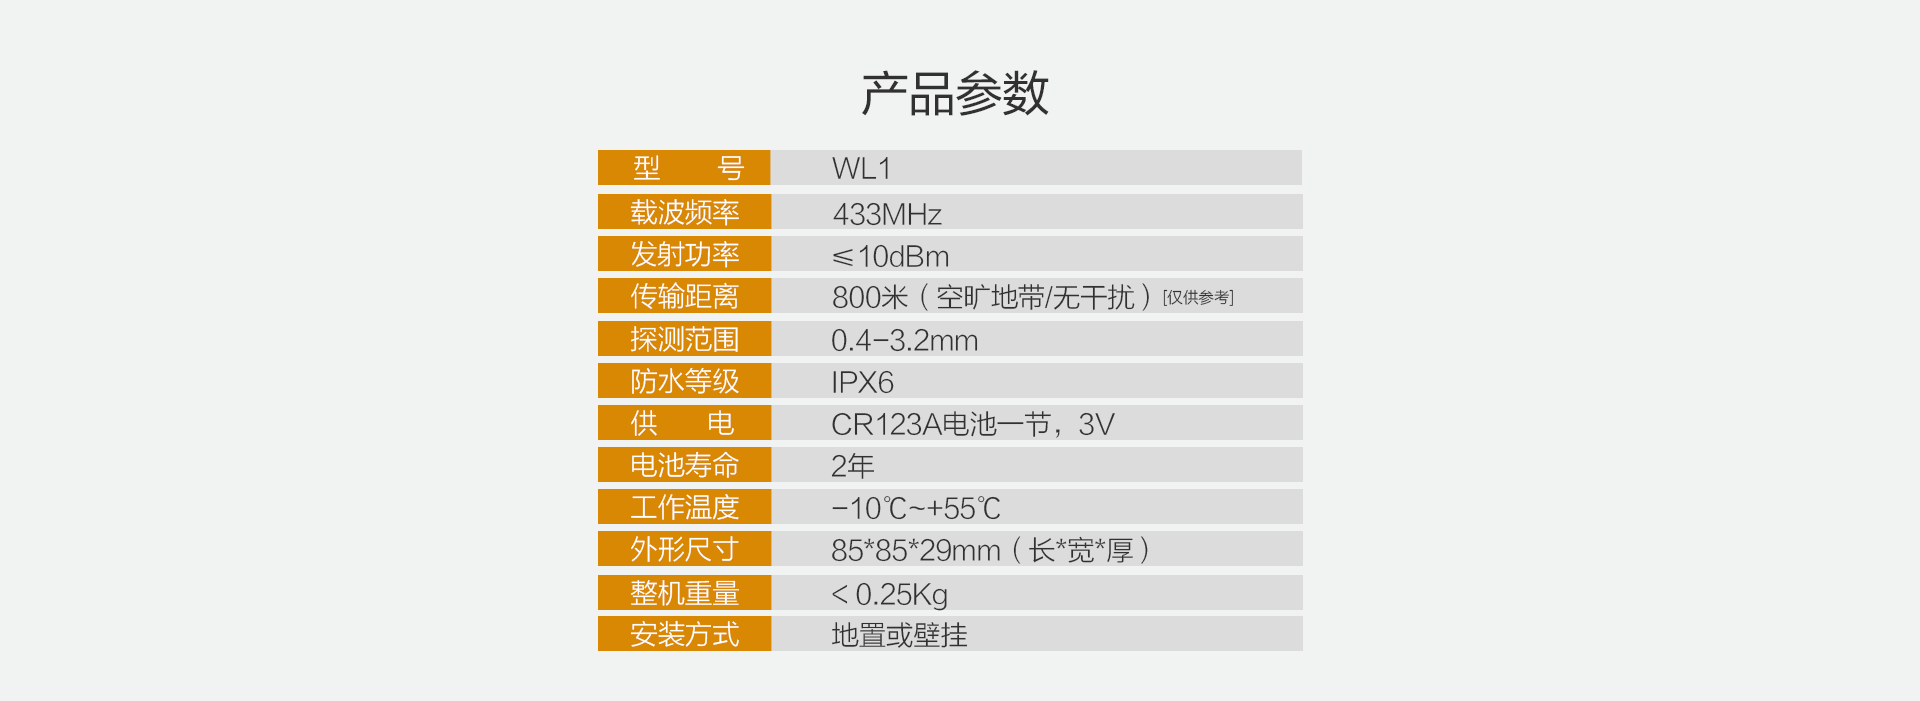 产品参数
型 号 WL1
载波频率 433MHz
发射功率 ≤10dBm
传输距离 800米（空旷地带/无干扰）[仅供参考]
探测范围 0.4-3.2mm
防水等级 IPX6
供 电 CR123A电池一节，3V
电池寿命 2年
工作温度 -10℃~+55℃
外形尺寸 85*85*29mm（长*宽*厚）
整机重量 < 0.25Kg
安装方式 地置或壁挂